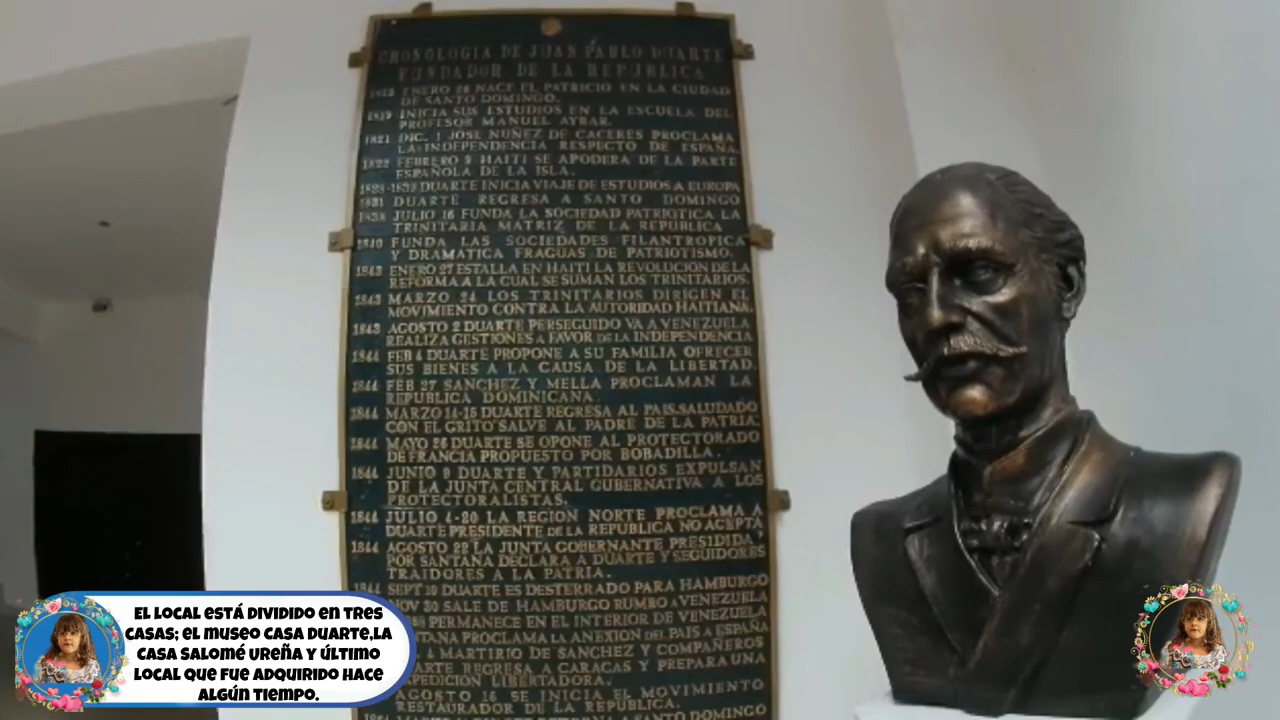 CRONOLOGIA DE JUAN PABLO DUARTE
FUNDADOR DE LA REPUBLICA
1813 ENERO 26 NACE EL PATRICIO EN LA CIUDAD
DE SANTO DOMINGO.
1819 INICIA SUS ESTUDIOS EN LA ESCUELA DEL
PROFESOR MANUEL AYBAR.
1821 DIC. 1 JOSE NUÑEZ DE CACERES PROCLAMA
LA INDEPENDENCIA RESPECTO DE ESPAÑA.
1822 FEBRERO 9 HAITI SE APODERA DE LA PARTE
ESPAÑOLA DE LA ISLA.
DUARTE INICIA VIAJE DE ESTUDIOS A EUROPA
1831 DUARTE REGRESA A SANTO DOMINGO
1838 JULIO 16 FUNDA LA SOCIEDAD PATRIOTICA LA
TRINITARIA MATRIZ DE LA REPUBLICA
1840 FUNDA LAS SOCIEDADES FILANTROPICA
Y DRAMATICA FRAGUAS DE PATRIOTISMO.
1843 ENERO 27 ESTALLA EN HAITI LA REVOLUCION DE LA
REFORMA A LA CUAL SE SUMAN LOS TRINITARIOS.
1843 MARZO 24 LOS TRINITARIOS DIRIGEN EL
MOVIMIENTO CONTRA LA AUTORIDAD HAITIANA.
1843 AGOSTO 2 DUARTE PERSEGUIDO VA A VENEZUELA
REALIZA GESTIONES A FAVOR DE LA INDEPENDENCIA
1844 FEB 4 DUARTE PROPONE A SU FAMILIA OFRECER
SUS BIENES A LA CAUSA DE LA LIBERTAD.
1844 FEB 27 SANCHEZ Y MELLA PROCLAMAN LA
REPUBLICA DOMINICANA.
1844 MARZO 14-15 DUARTE REGRESA AL PAIS.SALUDADO
CON EL GRITO SALVE AL PADRE DE LA PATRIA.
1844 MAYO 26 DUARTE SE OPONE AL PROTECTORADO
DE FRANCIA PROPUESTO POR BOBADILLA.
1844 JUNIO 9 DUARTE Y PARTIDARIOS EXPULSAN
DE LA JUNTA CENTRAL GUBERNATIVA A LOS
PROTECTORALISTAS.
1844 JULIO 4-20 LA REGION NORTE PROCLAMA A
DUARTE PRESIDENTE DE LA REPUBLICA NO ACEPTA
1844 AGOSTO 22 LA JUNTA GOBERNANTE PRESIDIDA
POR SANTANA DECLARA A DUARTE Y SEGUIDORES
TRAIDORES A LA PATRIA.
1844 SEPT 10 DUARTE ES DESTERRADO PARA HAMBURGO
NOV 30 SALE DE HAMBURGO RUMBO A VENEZUELA
PERMANECE EN EL INTERIOR DE VENEZUELA
PROCLAMA LA ANEXION DEL PAIS A ESPAÑA
4 MARTIRIO DE SANCHEZ Y COMPAÑEROS
REGRESA A CARACAS Y PREPARA UNA
LIBERTADORA.
AGOSTO 16 SE INICIA EL MOVIMIENTO
RESTAURADOR DE LA REPUBLICA.
A SANTO DOMINGO
EL LOCAL ESTÁ DIVIDIDO EN TRES
CASAS; EL MUSEO CASA DUARTE,LA
CASA SALOMÉ UREÑA Y ÚLTIMO
LOCAL QUE FUE ADQUIRIDO HACE
ALGÚN TIEMPO.